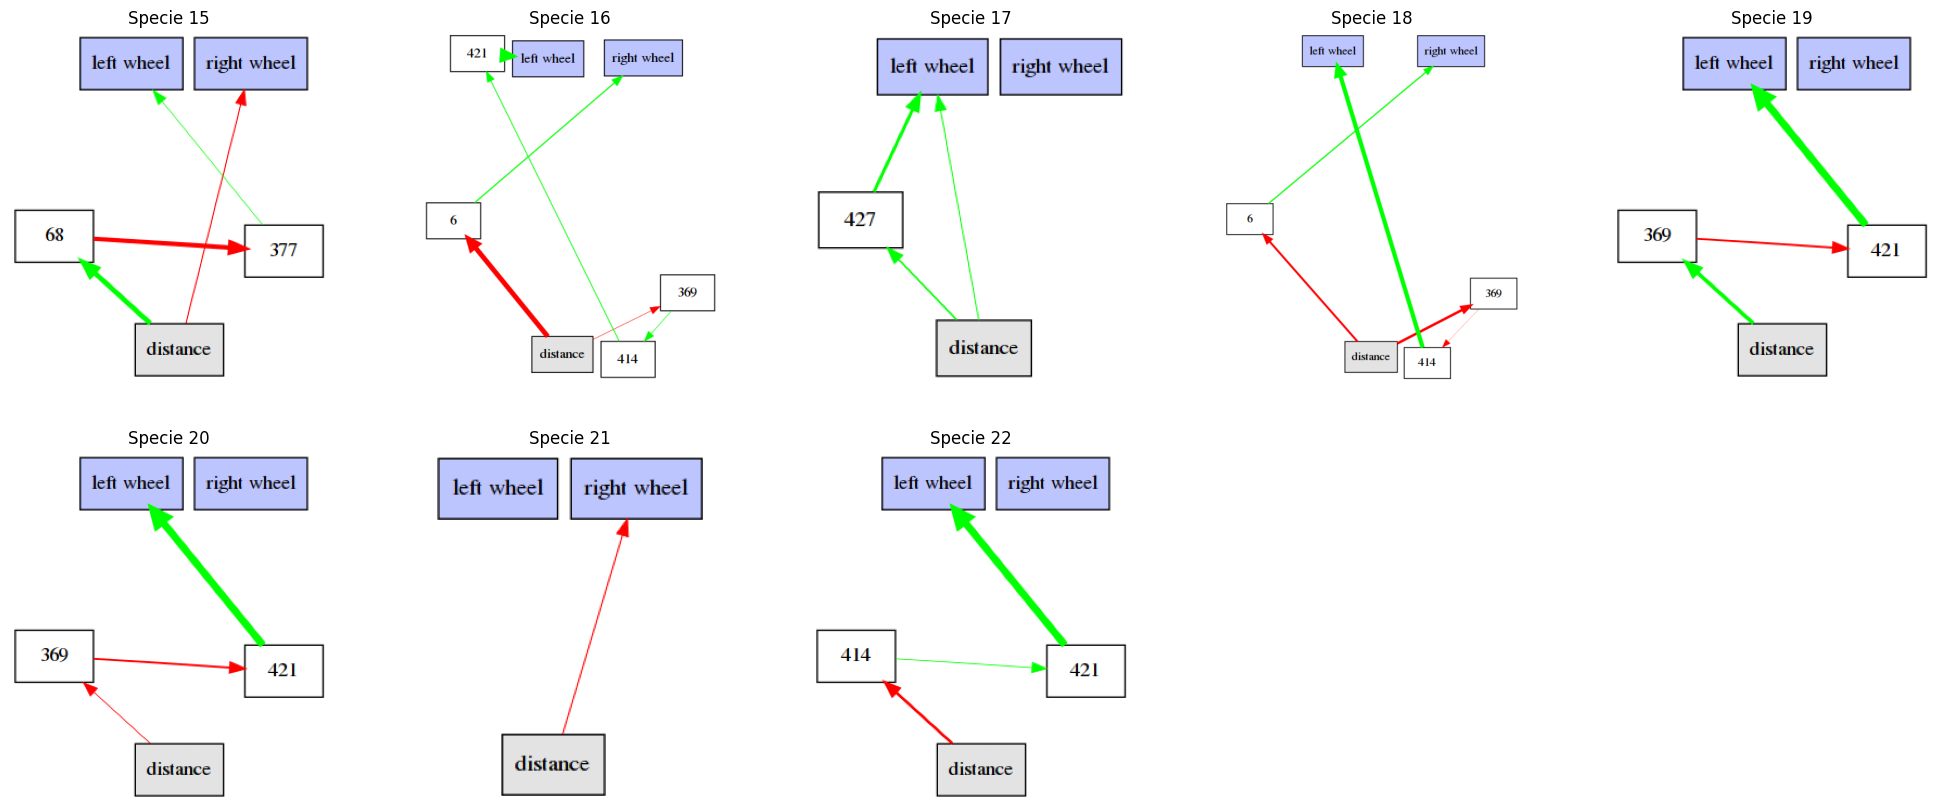 Specie 15
left wheel
right wheel
68
377
distance
Specie 16
421
left wheel
right wheel
6
369
distance
414
Specie 17
left wheel
right wheel
427
distance
Specie 18
left wheel
right wheel
6
369
distance
414
Specie 19
left wheel
right wheel
369
421
distance
Specie 20
left wheel
right wheel
369
421
distance
Specie 21
left wheel
right wheel
distance
Specie 22
left wheel
right wheel
414
421
distance